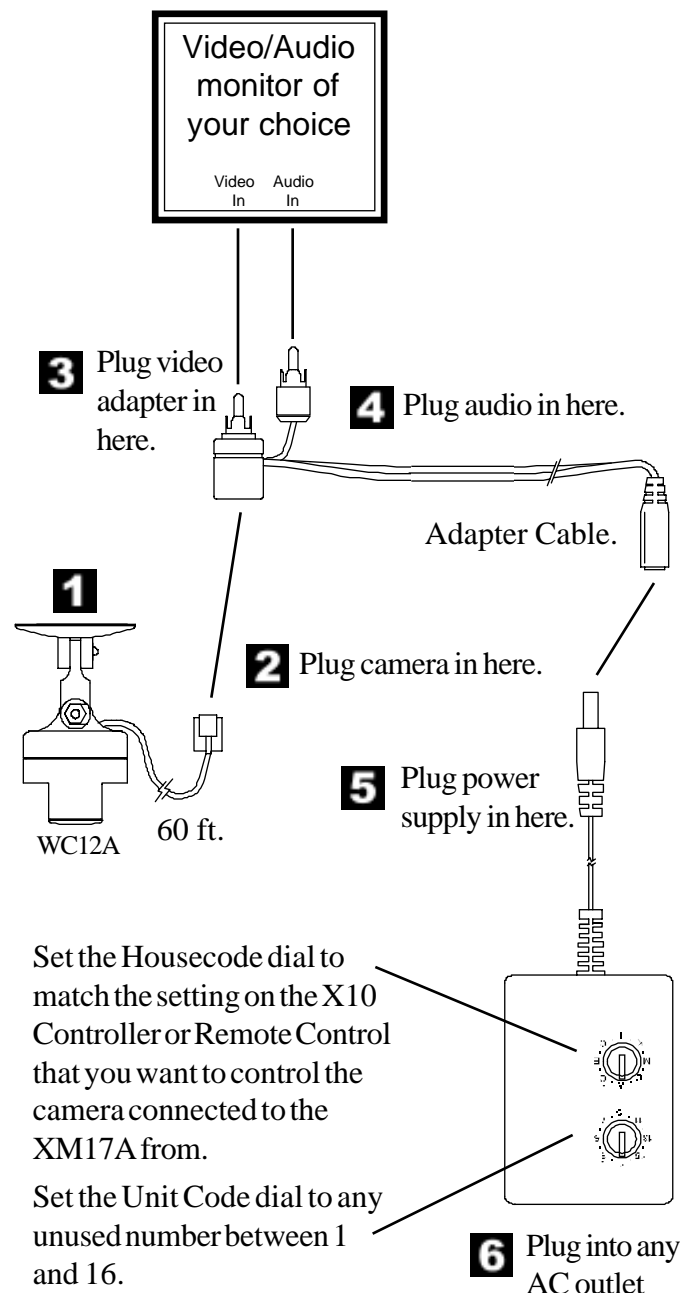 Video/Audio
monitor of
your choice
Video Audio
In In
3 Plug video
adapter in
here.
4 Plug audio in here.
Adapter Cable.
1
2 Plug camera in here.
WC12A
60 ft.
5 Plug power
supply in here.
Set the Housecode dial to
match the setting on the X10
Controller or Remote Control
that you want to control the
camera connected to the
XM17A from.
Set the Unit Code dial to any
unused number between 1
and 16.
6 Plug into any
AC outlet